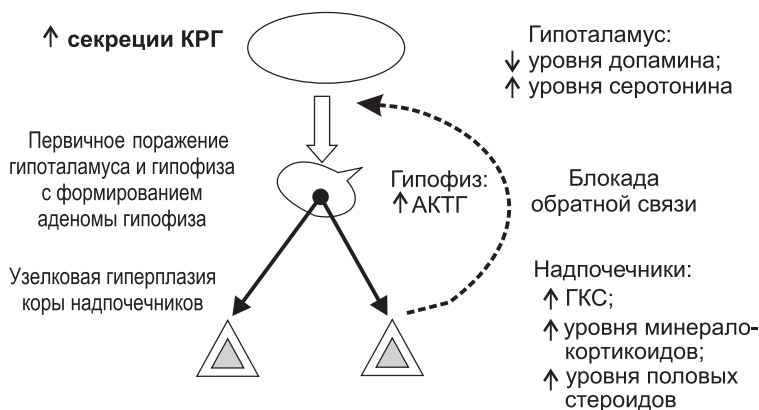 ↑ секреции КРГ
Гипоталамус:
↓ уровня допамина;
↑ уровня серотонина
Первичное поражение
гипоталамуса и гипофиза
с формированием
аденомы гипофиза
Гипофиз:
↑ АКТГ
Блокада
обратной связи
Узелковая гиперплазия
коры надпочечников
Надпочечники:
↑ ГКС;
↑ уровня минерало-
кортикоидов;
↑ уровня половых
стероидов